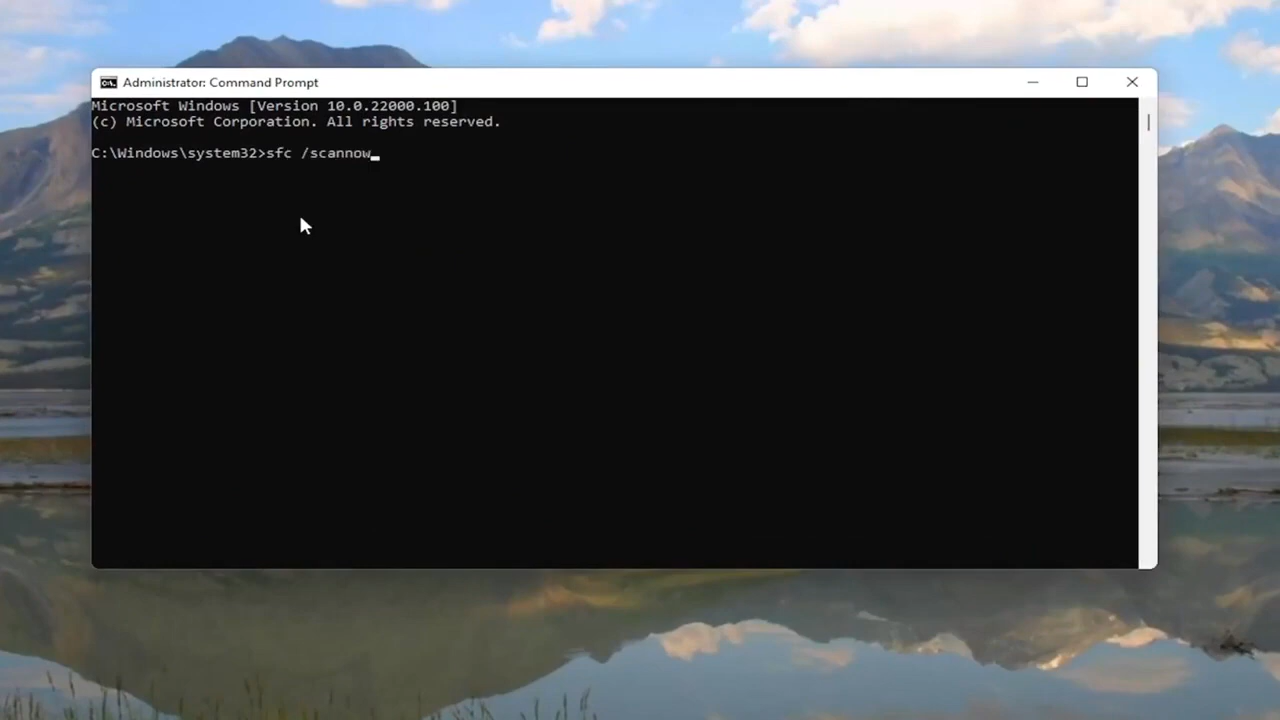 Administrator: Command Prompt
Microsoft Windows [Version 10.0.22000.100]
(c) Microsoft Corporation. All rights reserved.
C:\Windows\system32>sfc /scannow